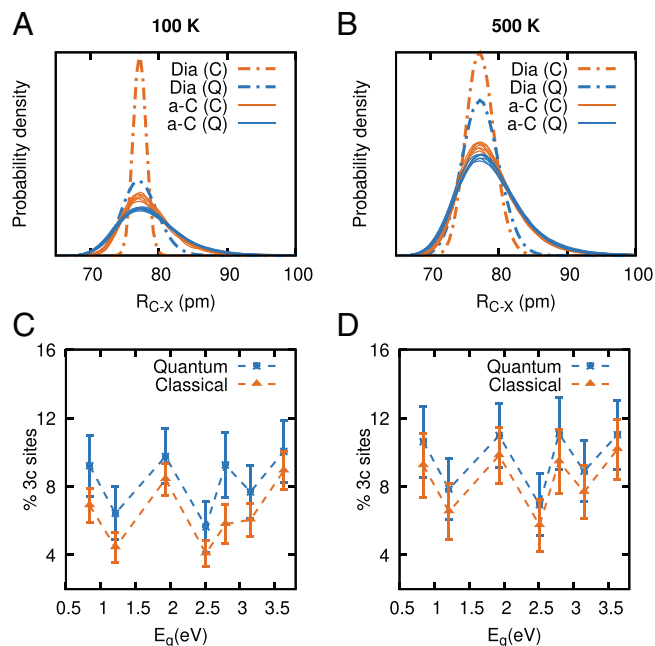 A 100 K
B 500 K
Probability density
Dia (C)
Dia (Q)
a-C (C)
a-C (Q)
70 80 90 100
R_C-X (pm)
Probability density
Dia (C)
Dia (Q)
a-C (C)
a-C (Q)
70 80 90 100
R_C-X (pm)
C
% 3c sites
16
12
8
4
Quantum
Classical
0.5 1 1.5 2 2.5 3 3.5
E_g(eV)
D
% 3c sites
16
12
8
4
Quantum
Classical
0.5 1 1.5 2 2.5 3 3.5
E_g(eV)